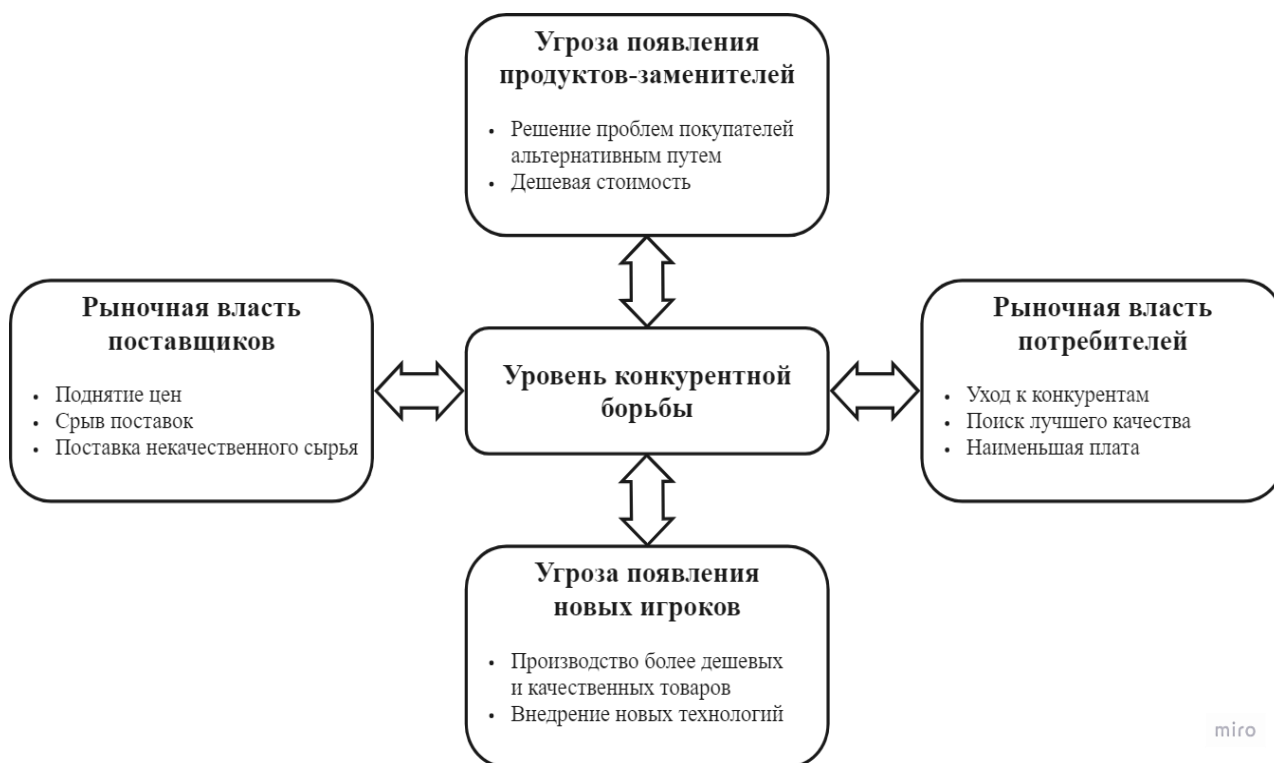 Угроза появления
продуктов-заменителей
• Решение проблем покупателей
альтернативным путем
• Дешевая стоимость
Рыночная власть
поставщиков
• Поднятие цен
• Срыв поставок
• Поставка некачественного сырья
Уровень конкурентной
борьбы
Рыночная власть
потребителей
• Уход к конкурентам
• Поиск лучшего качества
• Наименьшая плата
Угроза появления
новых игроков
• Производство более дешевых
и качественных товаров
• Внедрение новых технологий
miro